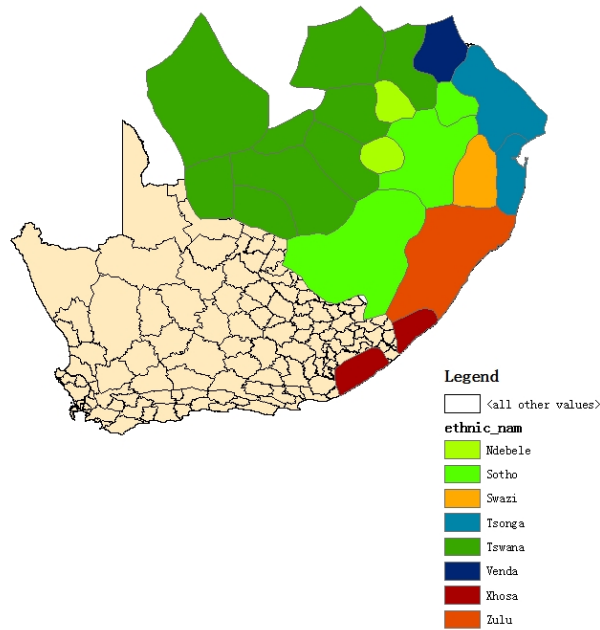 Legend
<all other values>
ethnic_nam
Ndebele
Sotho
Swazi
Tsonga
Tswana
Venda
Xhosa
Zulu